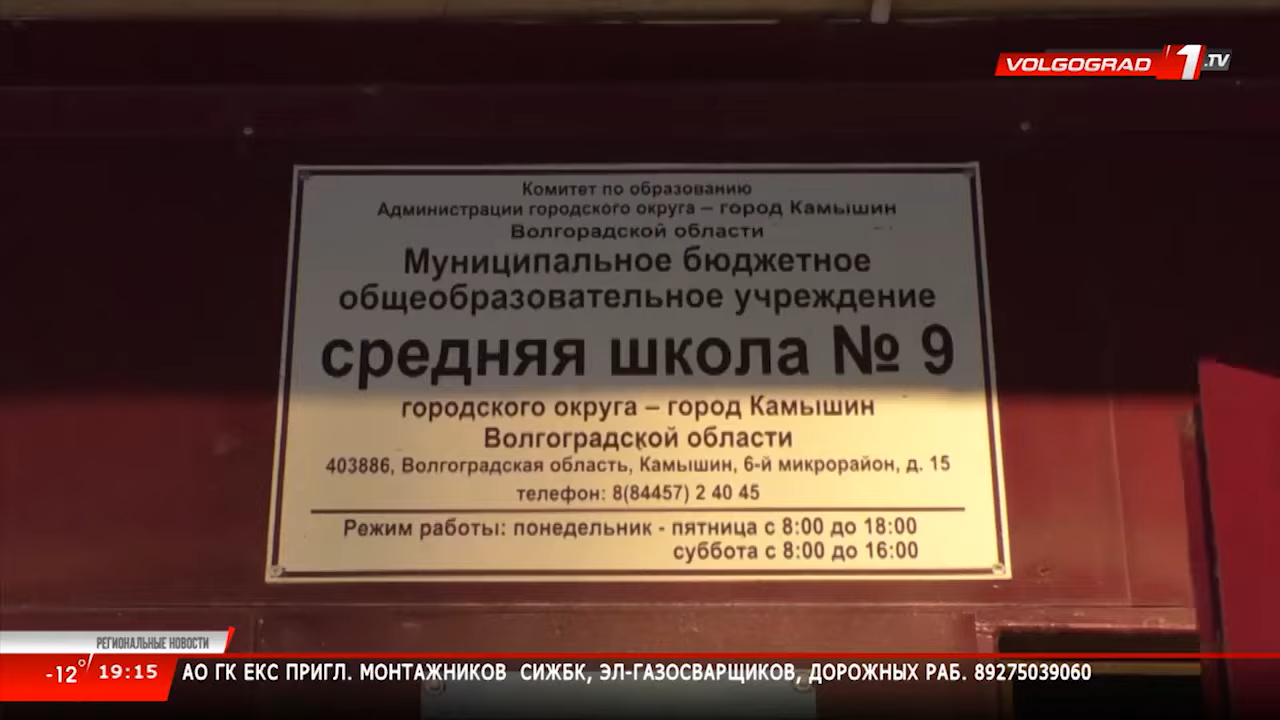 VOLGOGRAD 1 .TV
Комитет по образованию
Администрации городского округа – город Камышин
Волгорадской области
Муниципальное бюджетное
общеобразовательное учреждение
средняя школа № 9
городского округа – город Камышин
Волгоградской области
403886, Волгоградская область, Камышин, 6-й микрорайон, д. 15
телефон: 8(84457) 2 40 45
Режим работы: понедельник - пятница с 8:00 до 18:00
суббота с 8:00 до 16:00
РЕГИОНАЛЬНЫЕ НОВОСТИ
-12° 19:15 АО ГК ЕКС ПРИГЛ. МОНТАЖНИКОВ СИЖБК, ЭЛ-ГАЗОСВАРЩИКОВ, ДОРОЖНЫХ РАБ. 89275039060